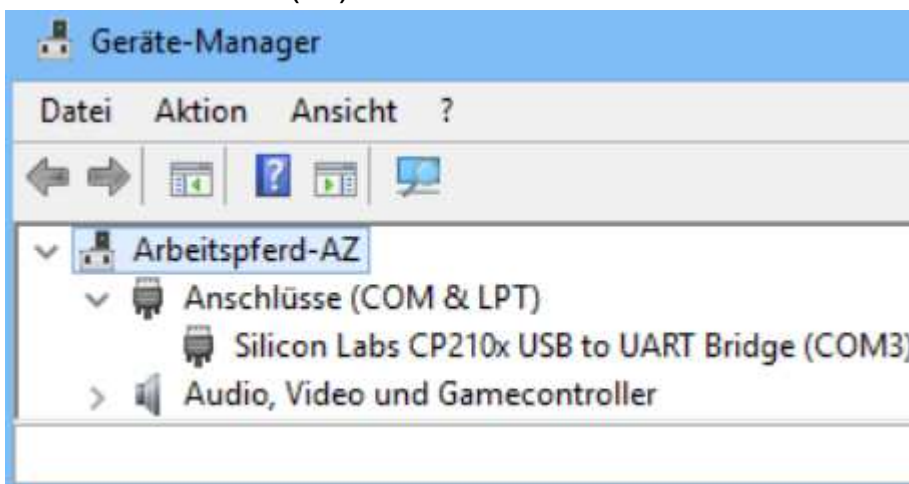 Geräte-Manager
Datei Aktion Ansicht ?
Arbeitspferd-AZ
Anschlüsse (COM & LPT)
Silicon Labs CP210x USB to UART Bridge (COM3)
Audio, Video und Gamecontroller